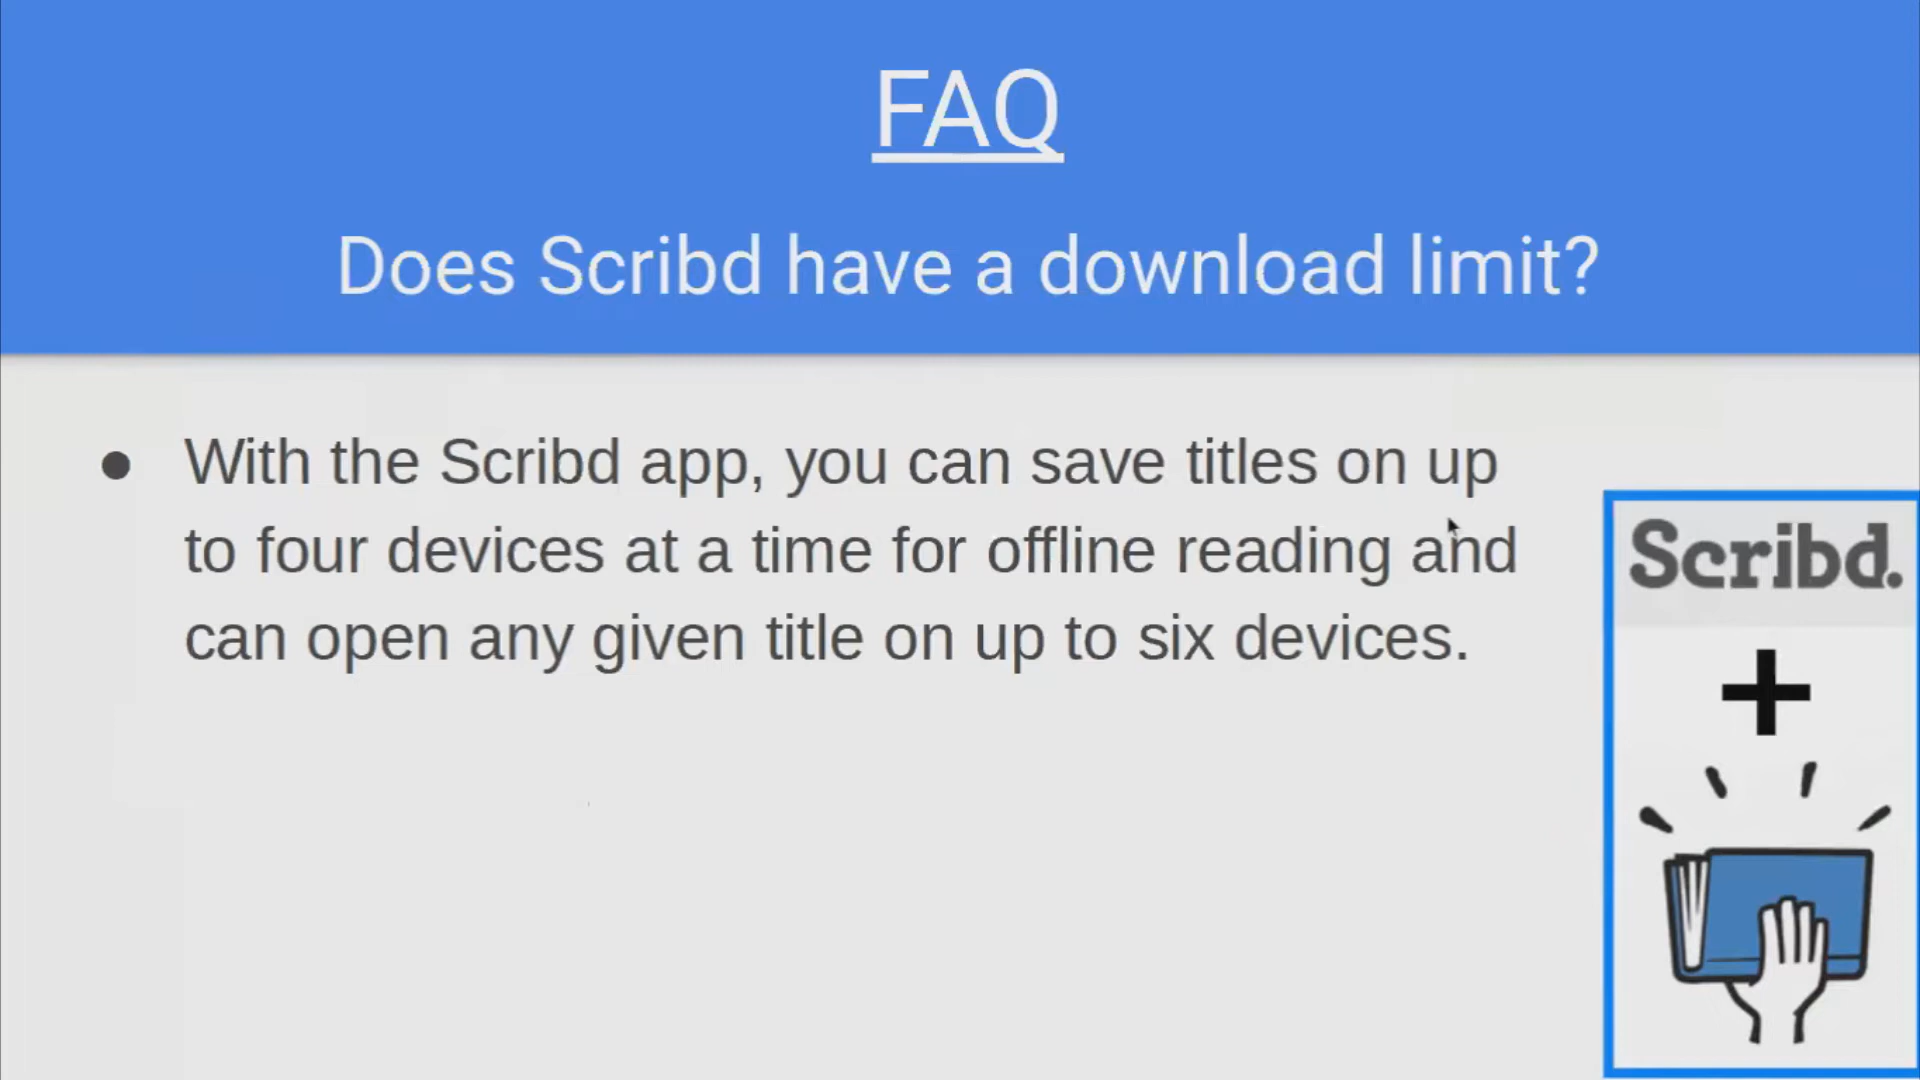 FAQ
Does Scribd have a download limit?
● With the Scribd app, you can save titles on up
to four devices at a time for offline reading and
can open any given title on up to six devices.
Scribd.
+